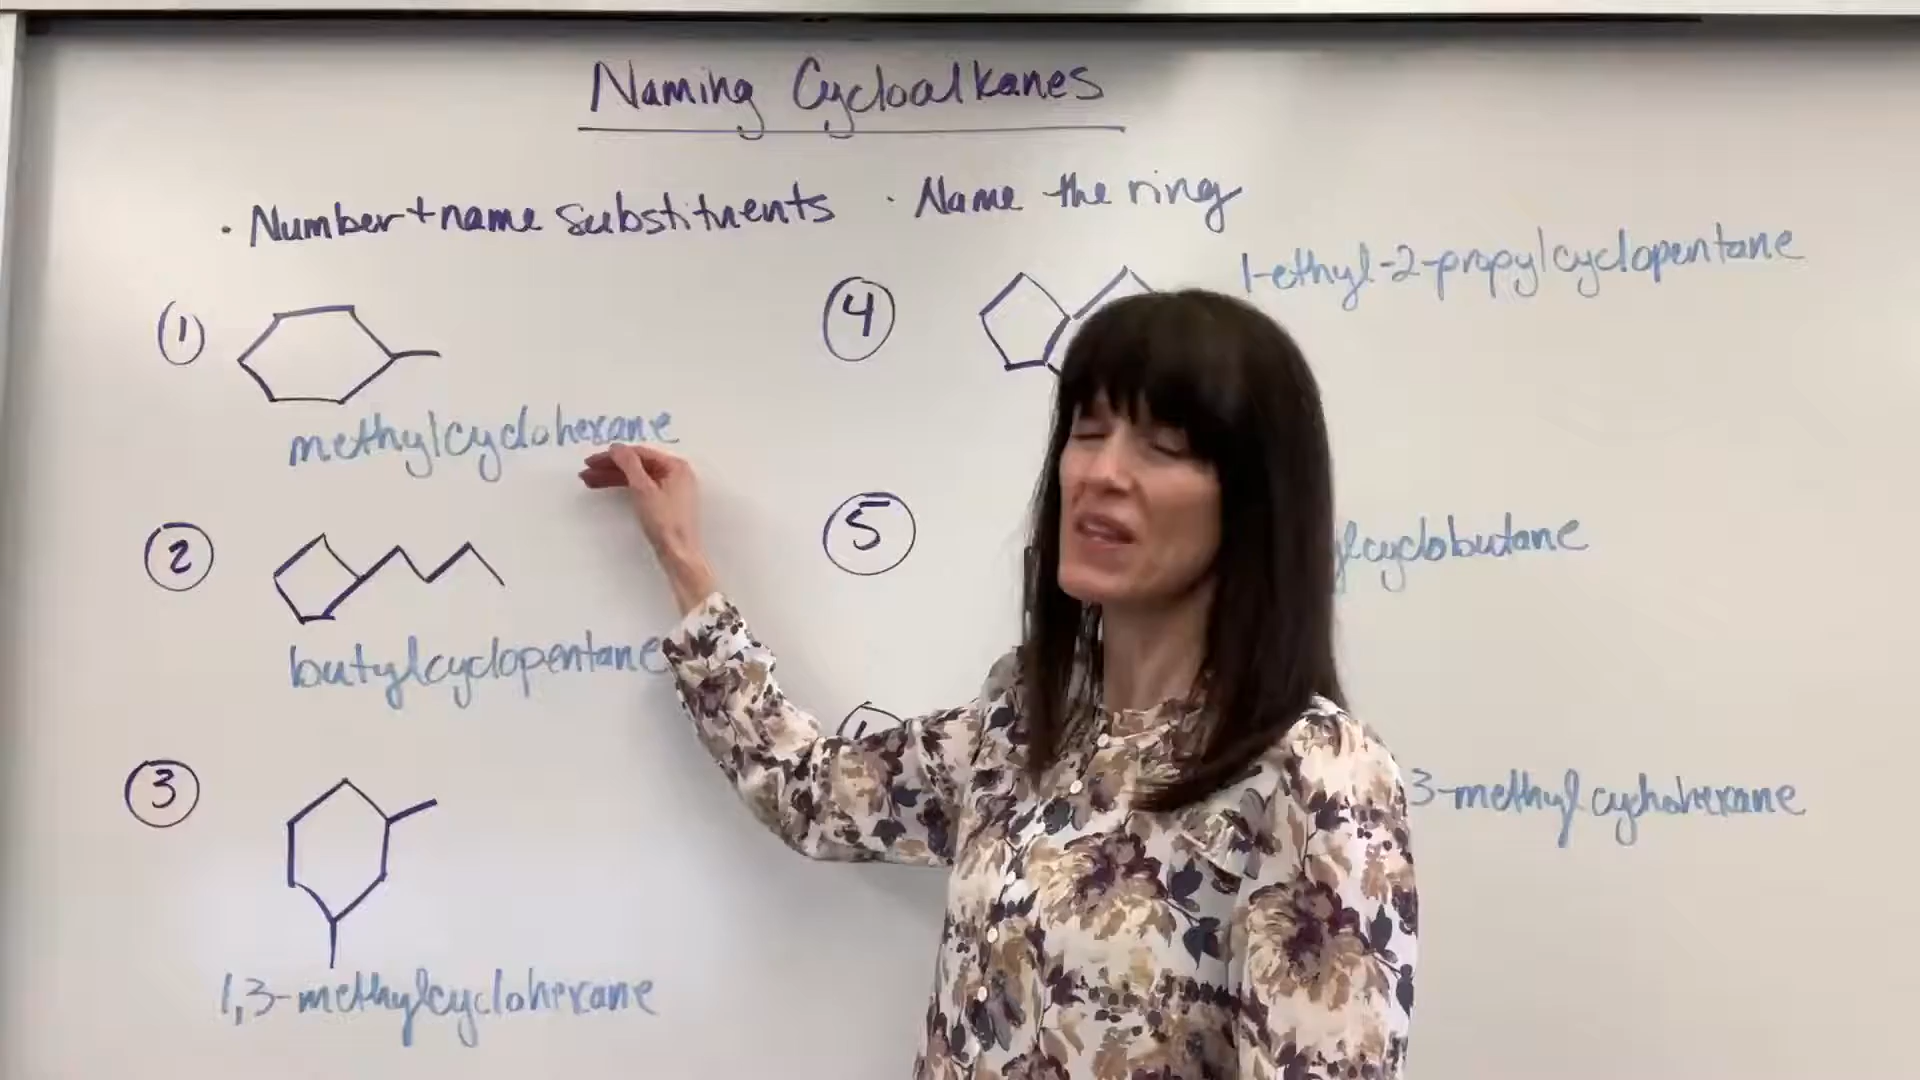 Naming Cycloalkanes
· Number + name substituents · Name the ring
1
methylcyclohexane
2
butylcyclopentane
3
1,3-methylcyclohexane
4
1-ethyl-2-propylcyclopentane
5
ylcyclobutane
3-methylcyclohexane